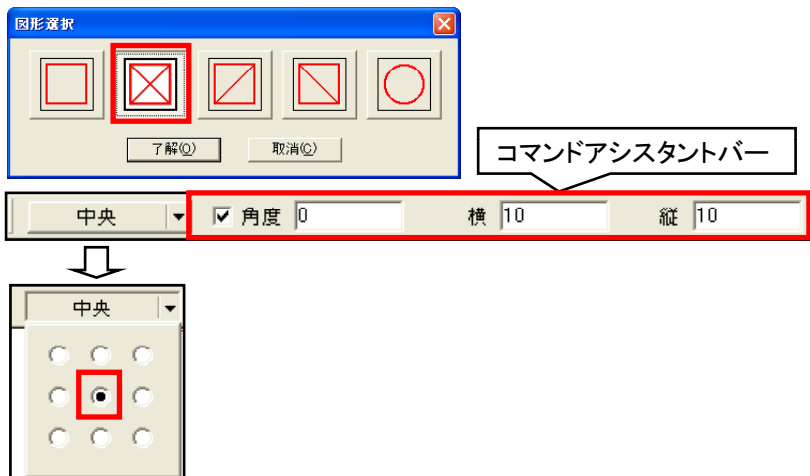 図形選択
了解(O)
取消(C)
コマンドアシスタントバー
中央 角度 0 横 10 縦 10
中央